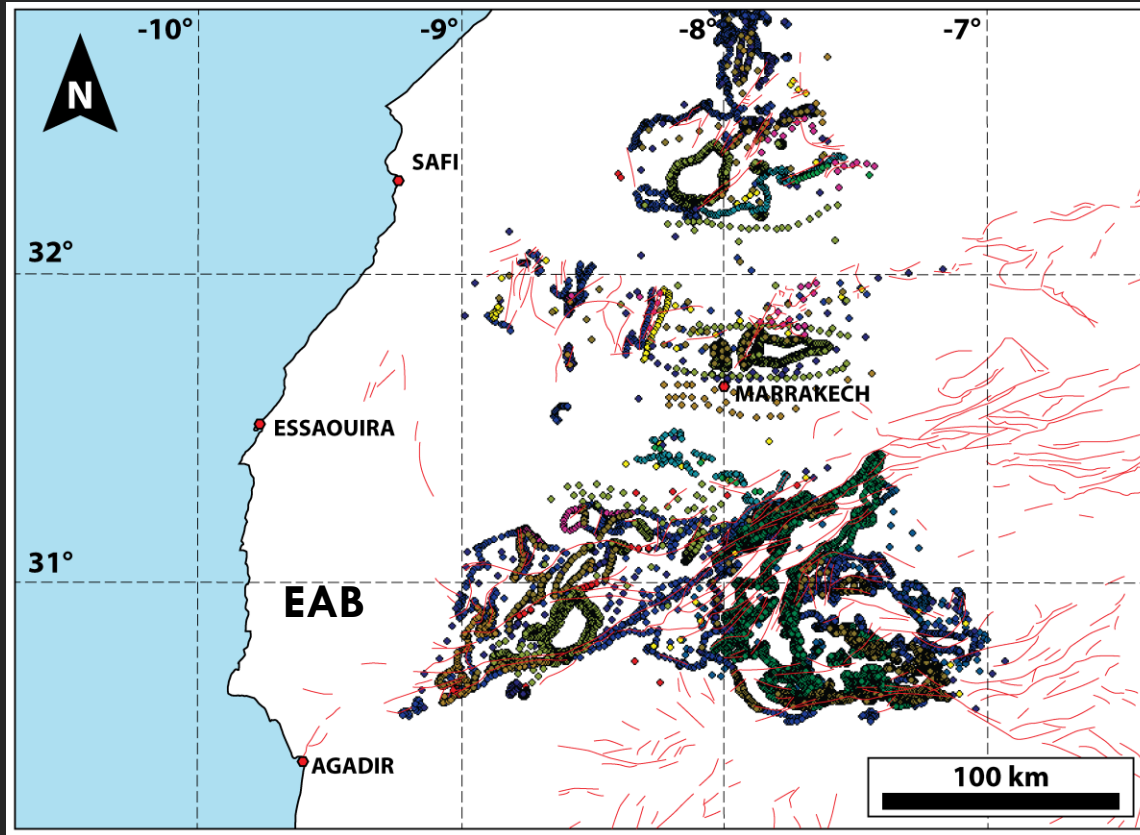 -10°
-9°
-8°
-7°
N
SAFI
32°
MARRAKECH
ESSAOUIRA
31°
EAB
AGADIR
100 km